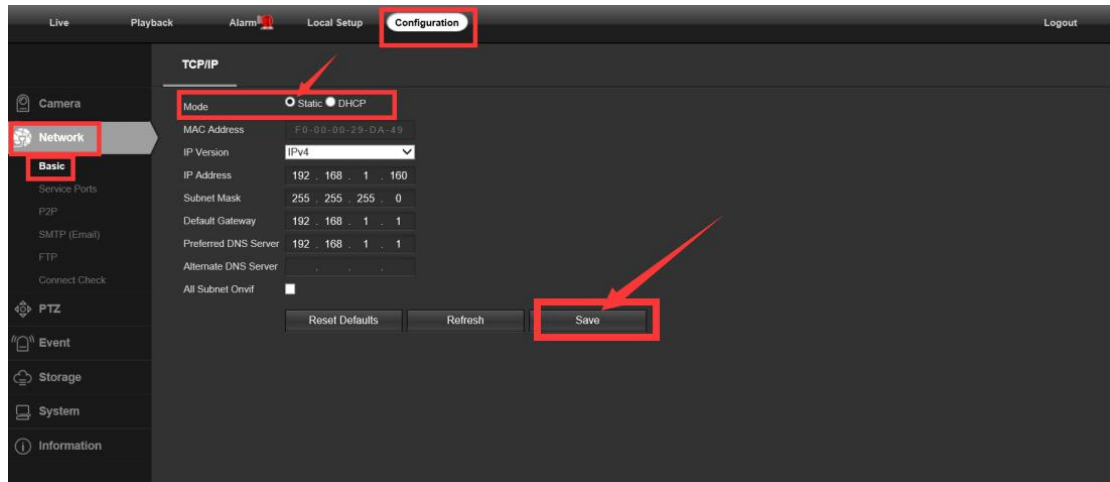 Live Playback Alarm Local Setup Configuration Logout
TCP/IP
Camera
Network
Basic
Service Ports
P2P
SMTP (Email)
FTP
Connect Check
PTZ
Event
Storage
System
Information
Mode Static DHCP
MAC Address F0-00-00-29-DA-49
IP Version IPv4
IP Address 192 . 168 . 1 . 160
Subnet Mask 255 . 255 . 255 . 0
Default Gateway 192 . 168 . 1 . 1
Preferred DNS Server 192 . 168 . 1 . 1
Alternate DNS Server . . .
All Subnet Onvif
Reset Defaults Refresh Save